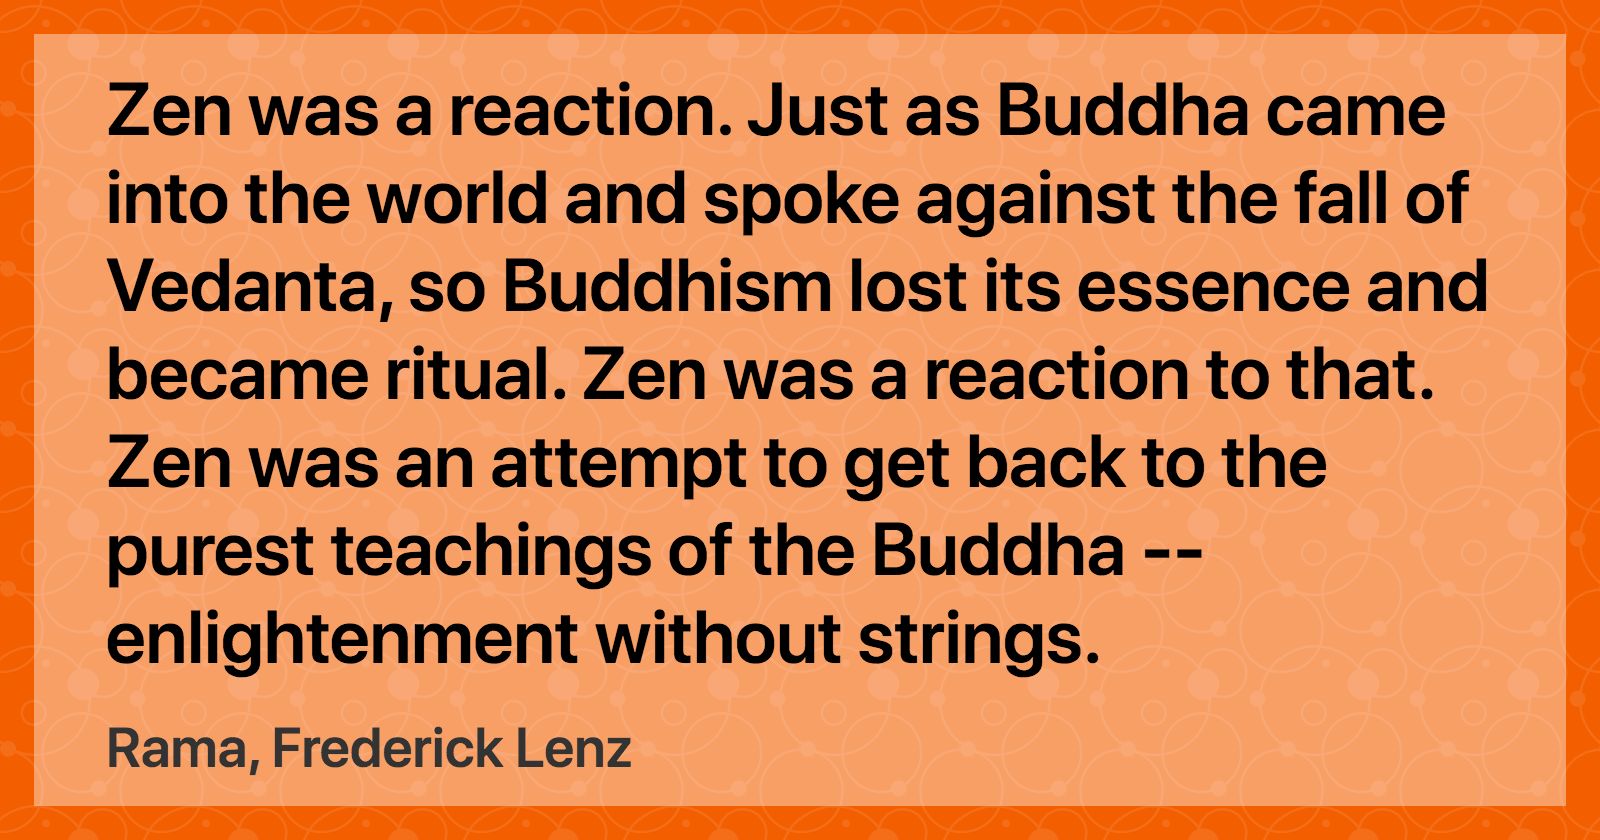 Zen was a reaction. Just as Buddha came
into the world and spoke against the fall of
Vedanta, so Buddhism lost its essence and
became ritual. Zen was a reaction to that.
Zen was an attempt to get back to the
purest teachings of the Buddha --
enlightenment without strings.
Rama, Frederick Lenz